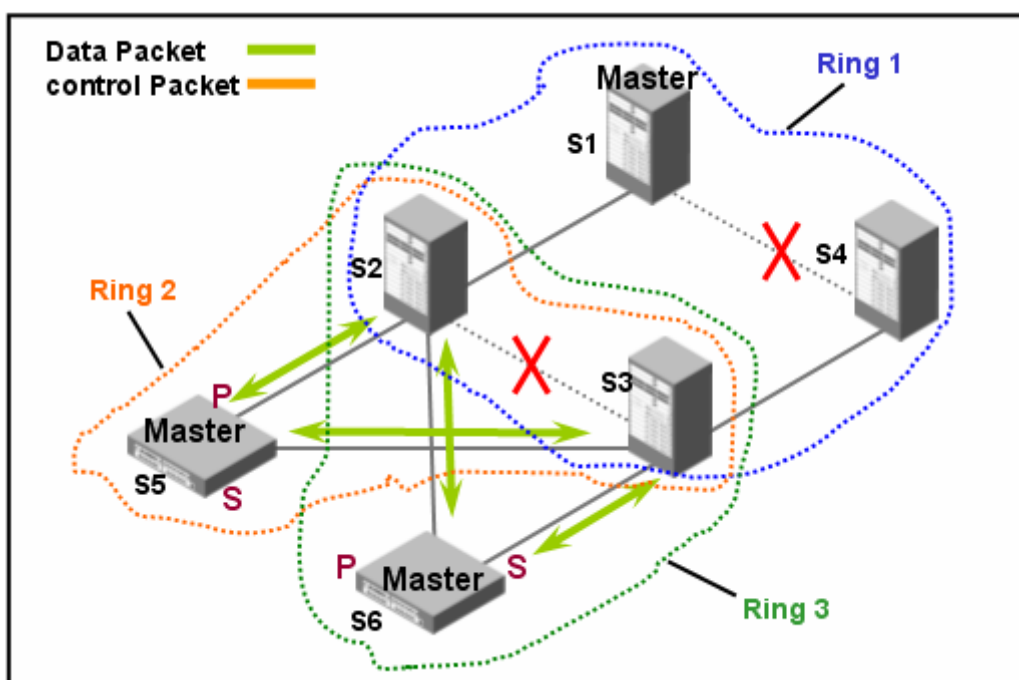 Data Packet
control Packet
Master
Ring 1
S1
S4
S2
Ring 2
S3
P
Master
S5
S
P
Master
S
S6
Ring 3